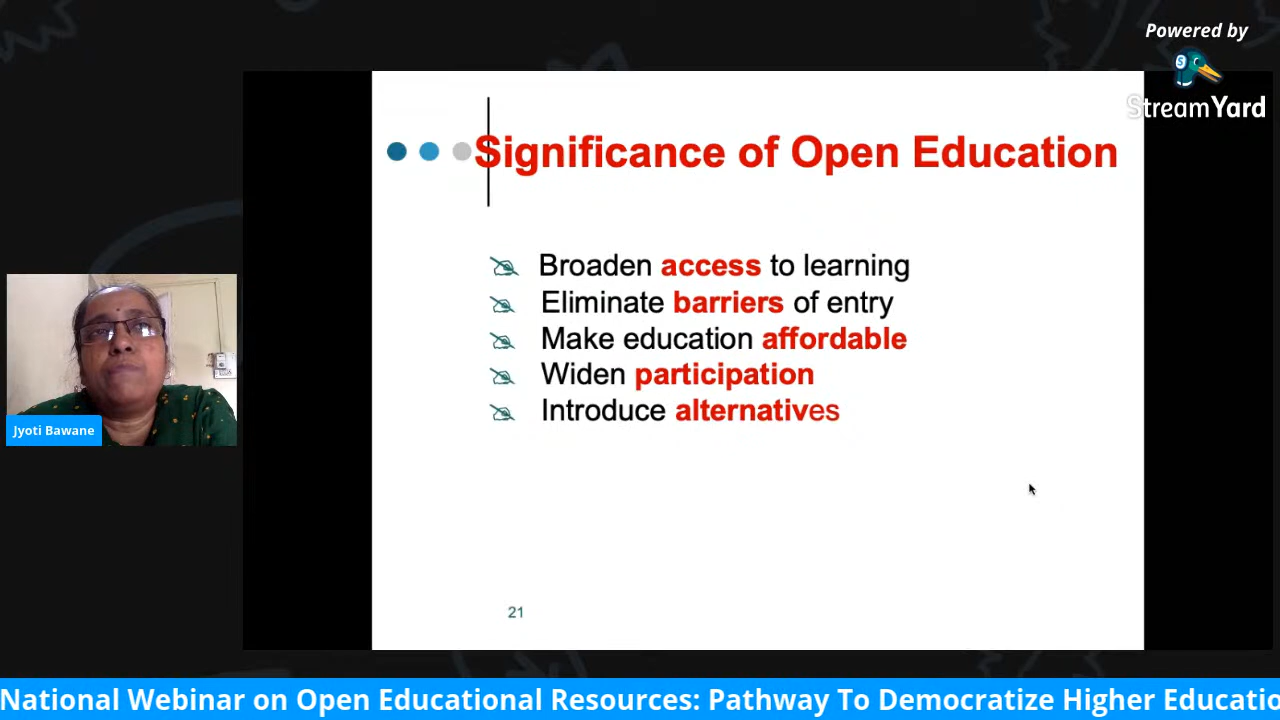 Powered by
StreamYard
Significance of Open Education
Broaden access to learning
Eliminate barriers of entry
Make education affordable
Widen participation
Introduce alternatives
Jyoti Bawane
21
National Webinar on Open Educational Resources: Pathway To Democratize Higher Educatio